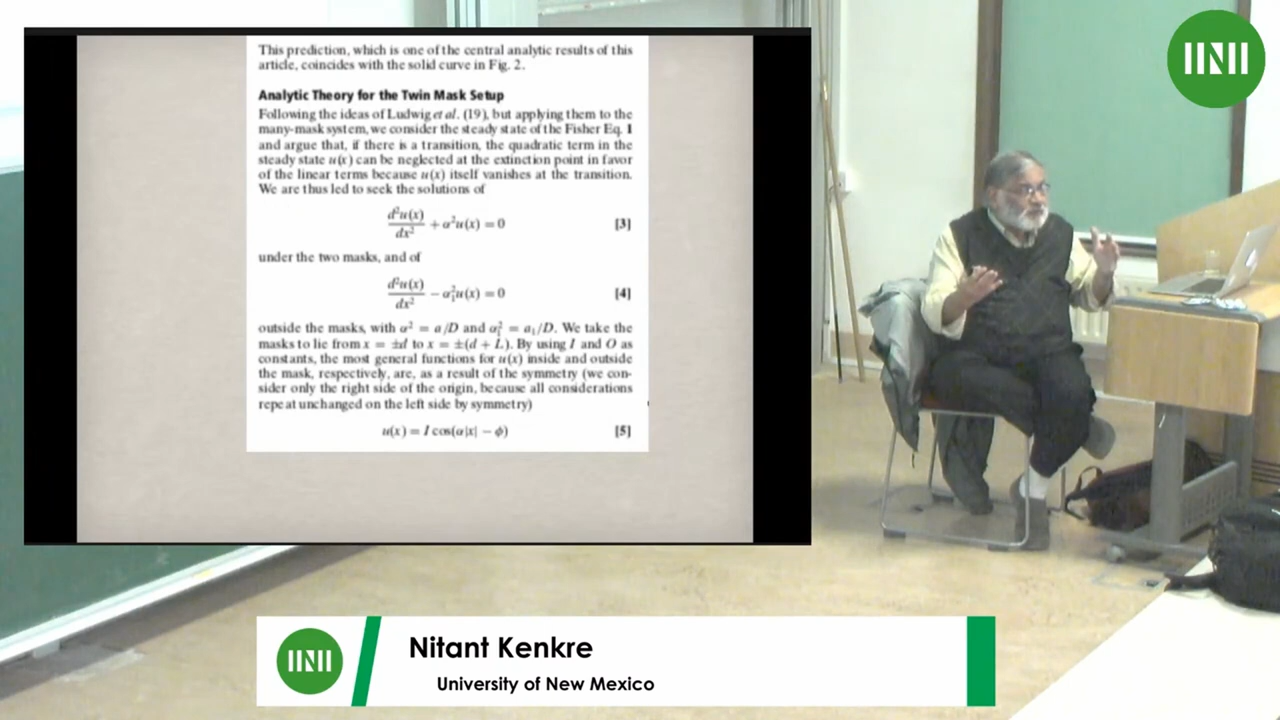 This prediction, which is one of the central analytic results of this
article, coincides with the solid curve in Fig. 2.
Analytic Theory for the Twin Mask Setup
Following the ideas of Ludwig et al. (19), but applying them to the
many-mask system, we consider the steady state of the Fisher Eq. 1
and argue that, if there is a transition, the quadratic term in the
steady state u(x) can be neglected at the extinction point in favor
of the linear terms because u(x) itself vanishes at the transition.
We are thus led to seek the solutions of
d²u(x)/dx² + α²u(x) = 0 [3]
under the two masks, and of
d²u(x)/dx² − α₁²u(x) = 0 [4]
outside the masks, with α² = a/D and α₁² = a₁/D. We take the
masks to lie from x = ±d to x = ±(d + L). By using I and O as
constants, the most general functions for u(x) inside and outside
the mask, respectively, are, as a result of the symmetry (we con-
sider only the right side of the origin, because all considerations
repeat unchanged on the left side by symmetry)
u(x) = I cos(α|x| − ϕ) [5]
IINII
IINII
Nitant Kenkre
University of New Mexico